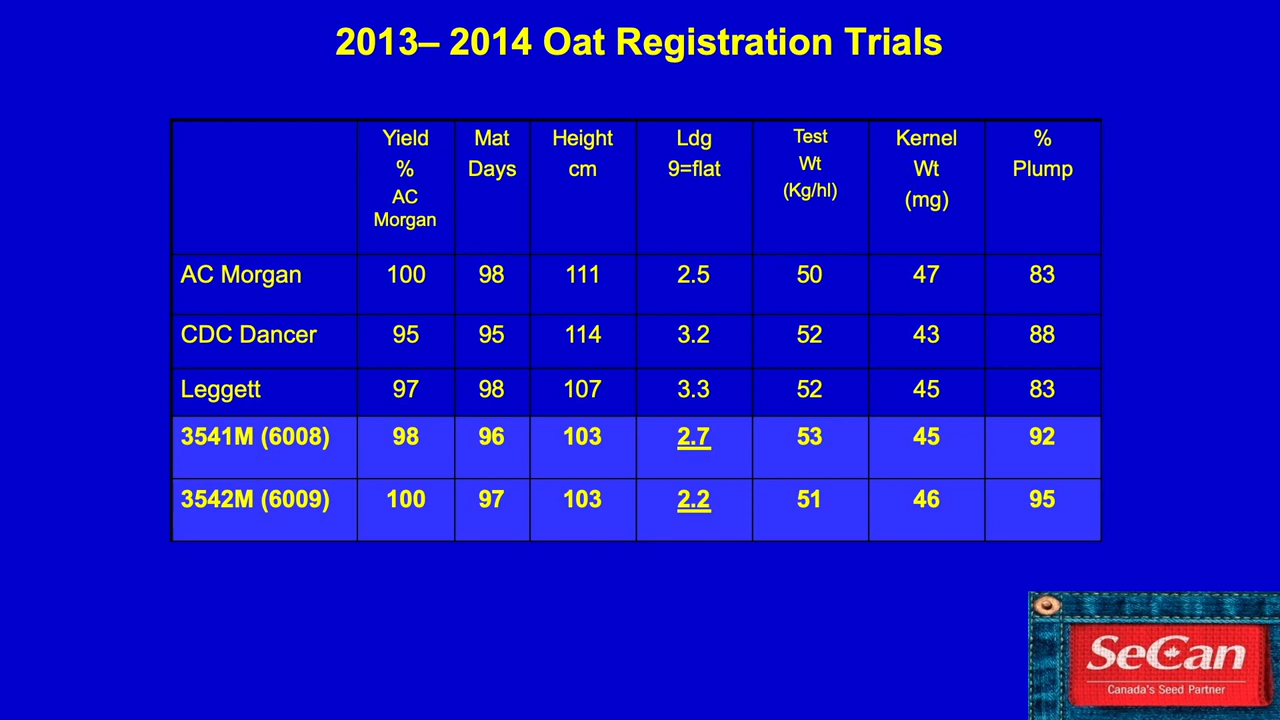 2013– 2014 Oat Registration Trials
Yield % AC Morgan | Mat Days | Height cm | Ldg 9=flat | Test Wt (Kg/hl) | Kernel Wt (mg) | % Plump
AC Morgan 100 98 111 2.5 50 47 83
CDC Dancer 95 95 114 3.2 52 43 88
Leggett 97 98 107 3.3 52 45 83
3541M (6008) 98 96 103 2.7 53 45 92
3542M (6009) 100 97 103 2.2 51 46 95
SeCan
Canada's Seed Partner